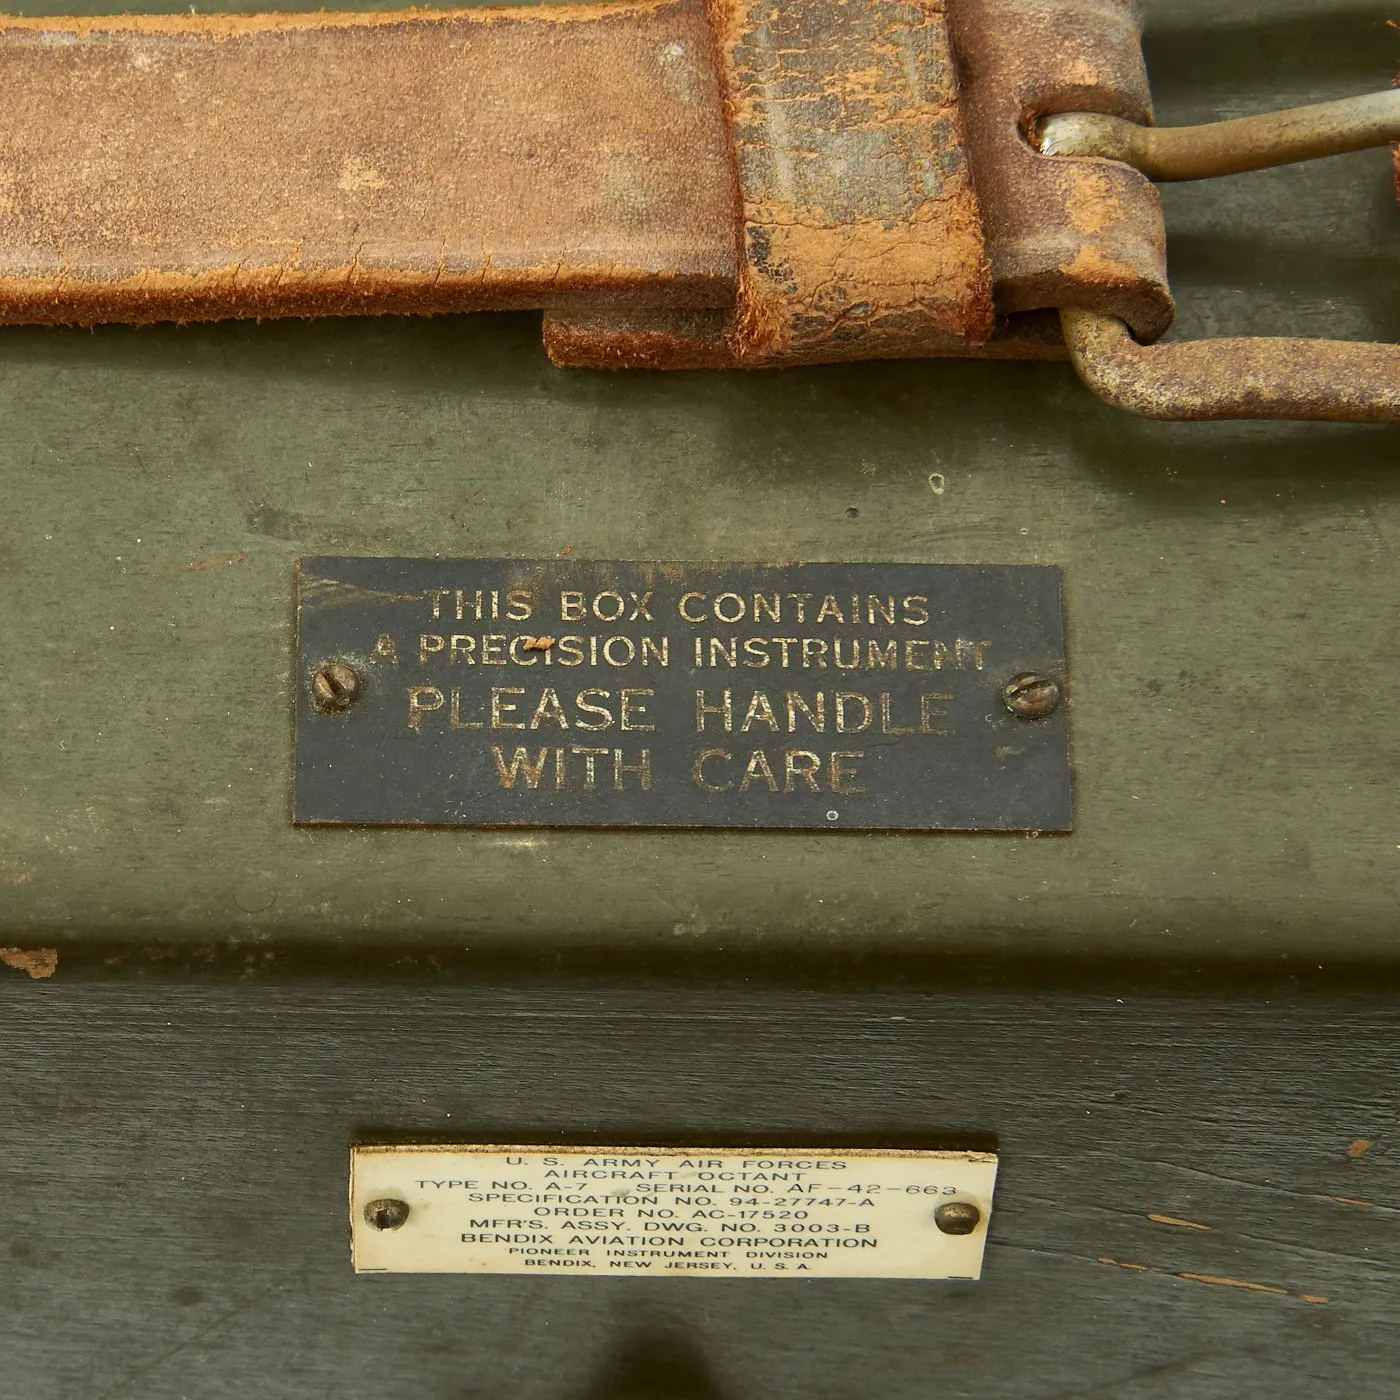 THIS BOX CONTAINS
A PRECISION INSTRUMENT
PLEASE HANDLE
WITH CARE
U. S. ARMY AIR FORCES
AIRCRAFT OCTANT
TYPE NO. A-7 SERIAL NO. AF-42-663
SPECIFICATION NO. 94-27747-A
ORDER NO. AC-17520
MFR'S. ASSY. DWG. NO. 3003-B
BENDIX AVIATION CORPORATION
PIONEER INSTRUMENT DIVISION
BENDIX, NEW JERSEY, U. S. A.